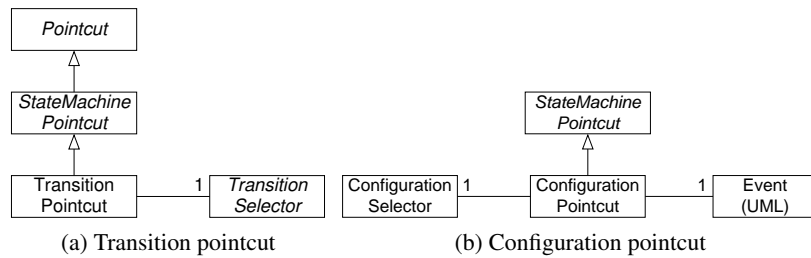 Pointcut
StateMachine
Pointcut
Transition
Pointcut
1
Transition
Selector
(a) Transition pointcut
StateMachine
Pointcut
Configuration
Selector
1
Configuration
Pointcut
1
Event
(UML)
(b) Configuration pointcut